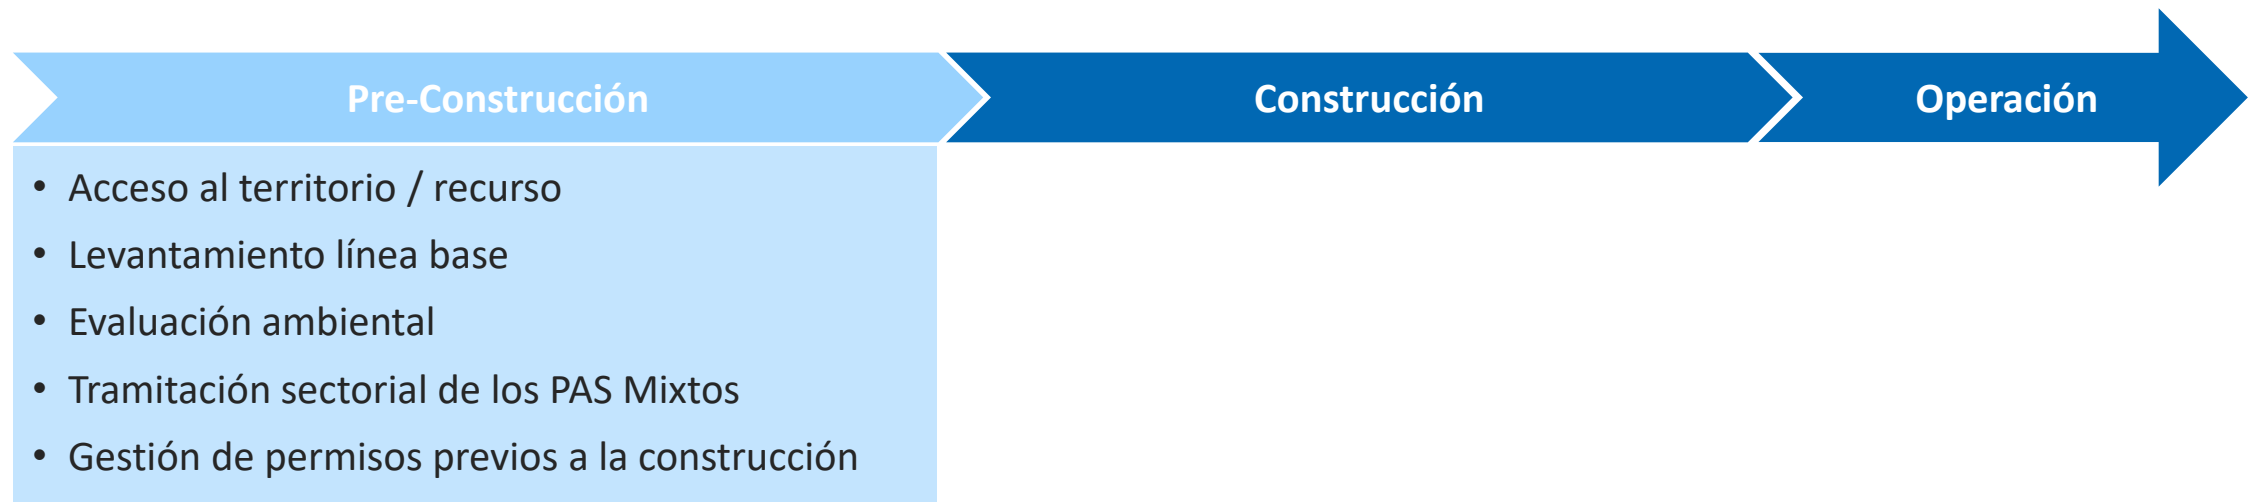 Pre-Construcción
Construcción
Operación
• Acceso al territorio / recurso
• Levantamiento línea base
• Evaluación ambiental
• Tramitación sectorial de los PAS Mixtos
• Gestión de permisos previos a la construcción